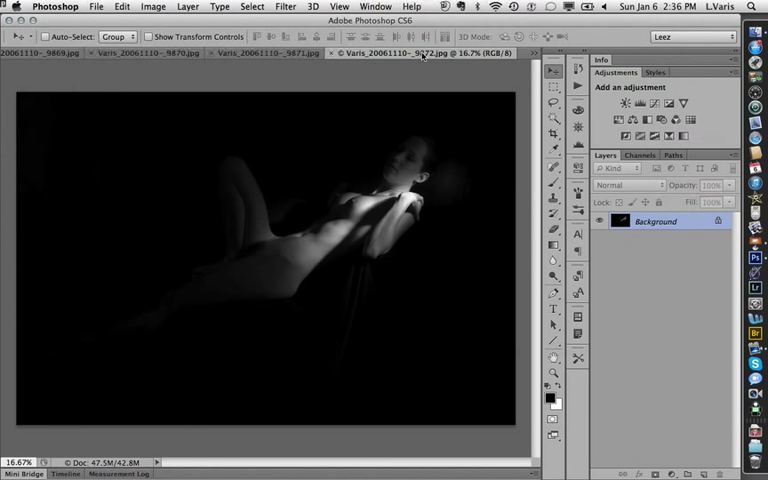 Photoshop File Edit Image Layer Type Select Filter 3D View Window Help Sun Jan 6 2:36 PM L.Varis
Adobe Photoshop CS6
Auto-Select: Group Show Transform Controls 3D Mode: Leez
20061110-_9869.jpg × Varis_20061110-_9870.jpg × Varis_20061110-_9871.jpg × © Varis_20061110-_9872.jpg @ 16.7% (RGB/8)
Info
Adjustments Styles
Add an adjustment
Layers Channels Paths
Kind
Normal Opacity: 100%
Lock: Fill: 100%
Background
16.67% © Doc: 47.5M/42.8M
Mini Bridge Timeline Measurement Log